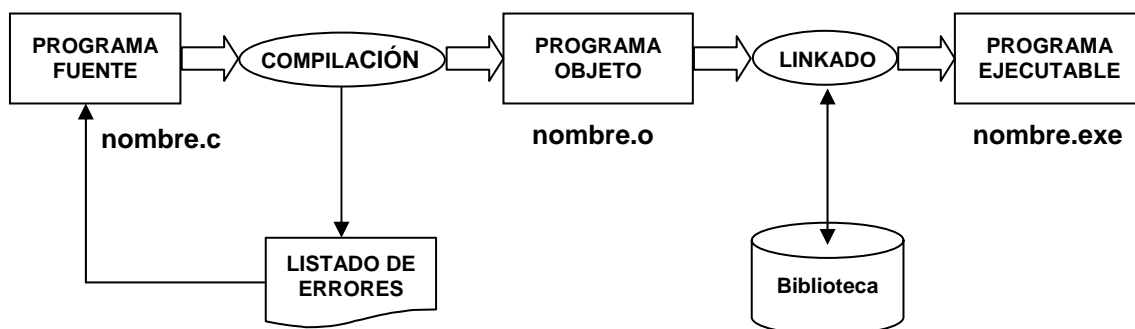 PROGRAMA
FUENTE
COMPILACIÓN
PROGRAMA
OBJETO
LINKADO
PROGRAMA
EJECUTABLE
nombre.c
nombre.o
nombre.exe
LISTADO DE
ERRORES
Biblioteca